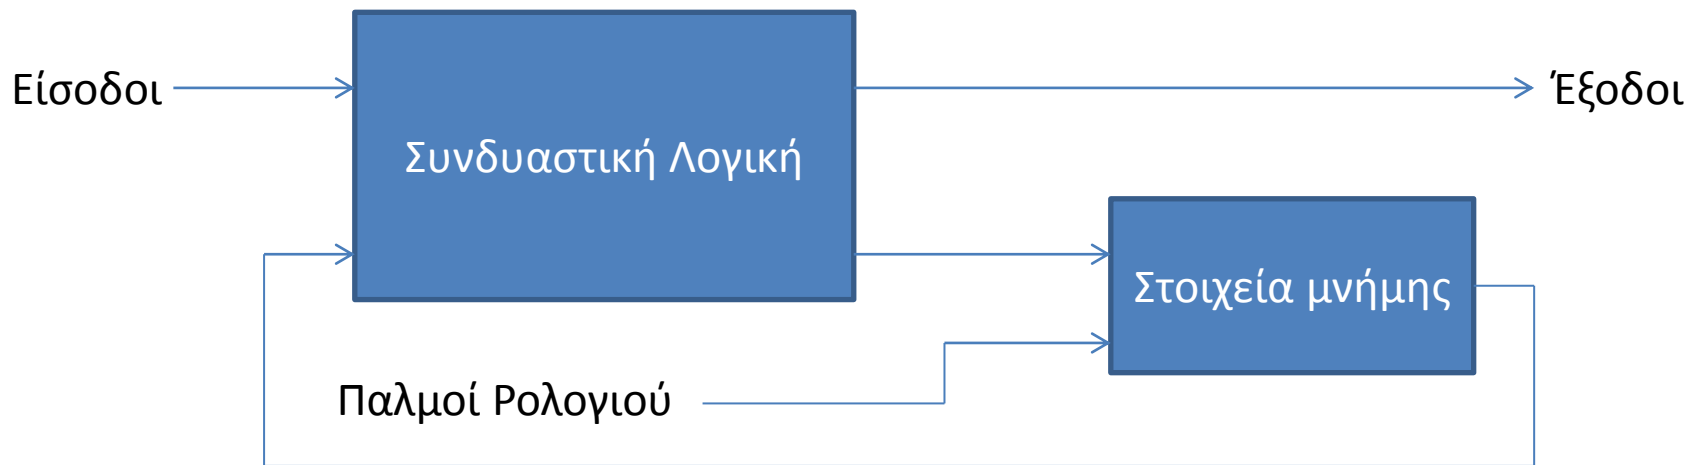 Είσοδοι
Έξοδοι
Συνδυαστική Λογική
Στοιχεία μνήμης
Παλμοί Ρολογιού